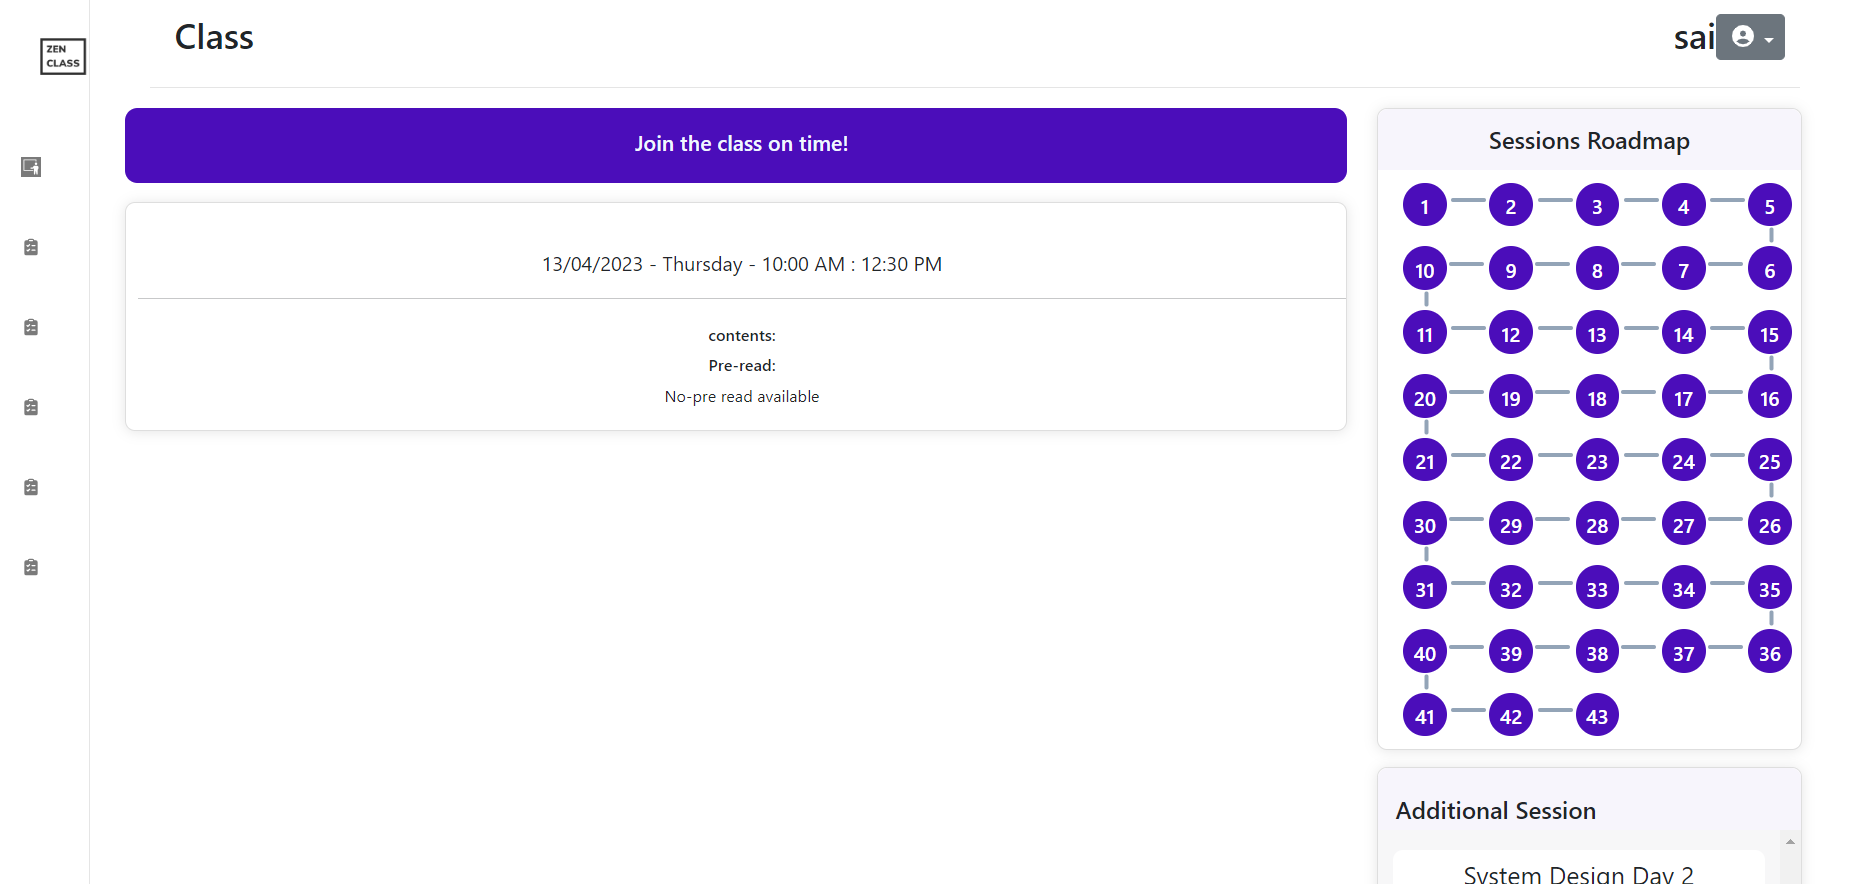 ZEN
CLASS
Class
sai
Join the class on time!
13/04/2023 - Thursday - 10:00 AM : 12:30 PM
contents:
Pre-read:
No-pre read available
Sessions Roadmap
1 2 3 4 5
10 9 8 7 6
11 12 13 14 15
20 19 18 17 16
21 22 23 24 25
30 29 28 27 26
31 32 33 34 35
40 39 38 37 36
41 42 43
Additional Session
System Design Day 2